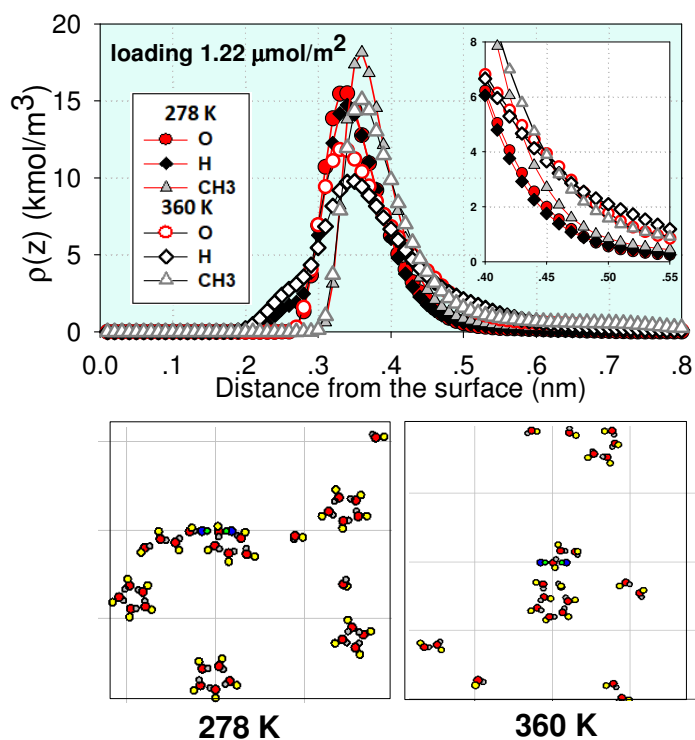 loading 1.22 μmol/m2
278 K
O
H
CH3
360 K
O
H
CH3
ρ(z) (kmol/m3)
20
15
10
5
0
0.0 .1 .2 .3 .4 .5 .6 .7 .8
Distance from the surface (nm)
8
6
4
2
0
.40 .45 .50 .55
278 K
360 K